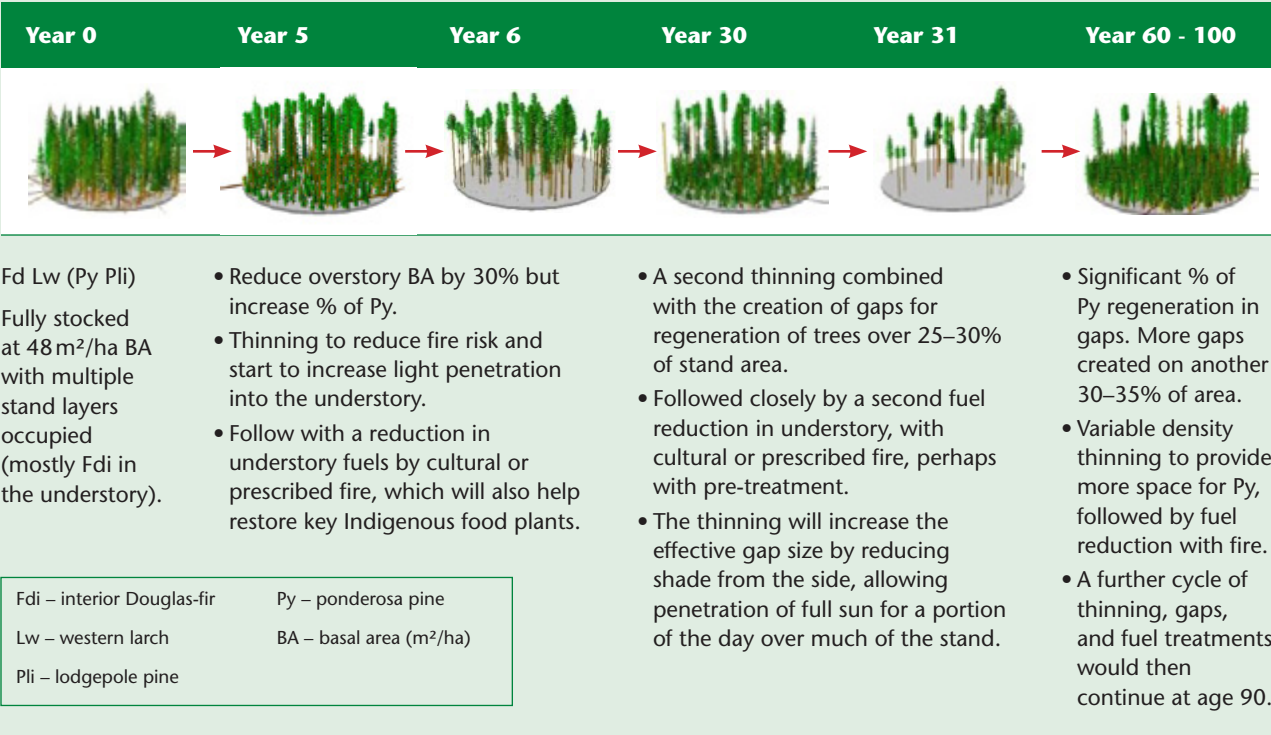 Year 0
Year 5
Year 6
Year 30
Year 31
Year 60 - 100
Fd Lw (Py Pli)
Fully stocked
at 48 m²/ha BA
with multiple
stand layers
occupied
(mostly Fdi in
the understory).
• Reduce overstory BA by 30% but
increase % of Py.
• Thinning to reduce fire risk and
start to increase light penetration
into the understory.
• Follow with a reduction in
understory fuels by cultural or
prescribed fire, which will also help
restore key Indigenous food plants.
• A second thinning combined
with the creation of gaps for
regeneration of trees over 25–30%
of stand area.
• Followed closely by a second fuel
reduction in understory, with
cultural or prescribed fire, perhaps
with pre-treatment.
• The thinning will increase the
effective gap size by reducing
shade from the side, allowing
penetration of full sun for a portion
of the day over much of the stand.
• Significant % of
Py regeneration in
gaps. More gaps
created on another
30–35% of area.
• Variable density
thinning to provide
more space for Py,
followed by fuel
reduction with fire.
• A further cycle of
thinning, gaps,
and fuel treatments
would then
continue at age 90.
Fdi – interior Douglas-fir
Lw – western larch
Pli – lodgepole pine
Py – ponderosa pine
BA – basal area (m²/ha)